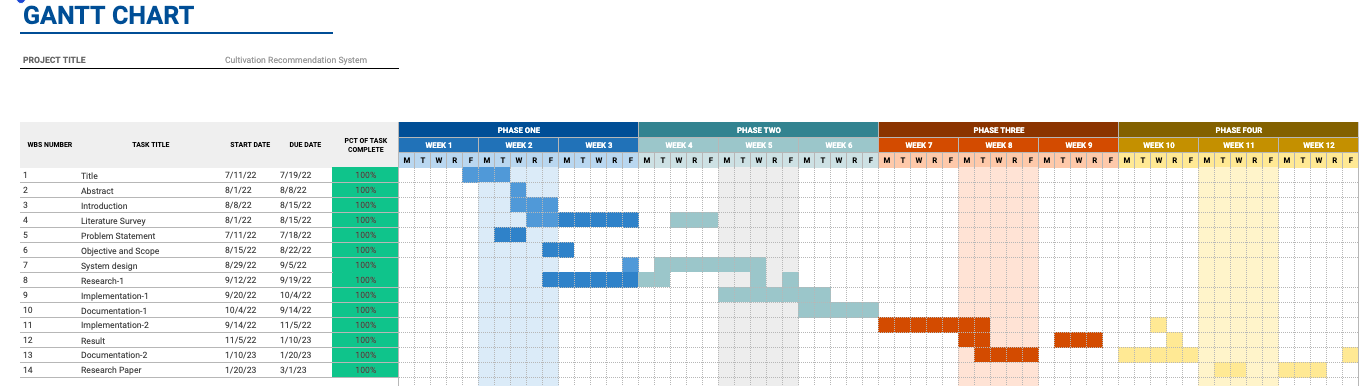 GANTT CHART
PROJECT TITLE Cultivation Recommendation System
WBS NUMBER TASK TITLE START DATE DUE DATE PCT OF TASK COMPLETE PHASE ONE PHASE TWO PHASE THREE PHASE FOUR
WEEK 1 WEEK 2 WEEK 3 WEEK 4 WEEK 5 WEEK 6 WEEK 7 WEEK 8 WEEK 9 WEEK 10 WEEK 11 WEEK 12
M T W R F M T W R F M T W R F M T W R F M T W R F M T W R F M T W R F M T W R F M T W R F M T W R F M T W R F M T W R F
1 Title 7/11/22 7/19/22 100%
2 Abstract 8/1/22 8/8/22 100%
3 Introduction 8/8/22 8/15/22 100%
4 Literature Survey 8/1/22 8/15/22 100%
5 Problem Statement 7/11/22 7/18/22 100%
6 Objective and Scope 8/15/22 8/22/22 100%
7 System design 8/29/22 9/5/22 100%
8 Research-1 9/12/22 9/19/22 100%
9 Implementation-1 9/20/22 10/4/22 100%
10 Documentation-1 10/4/22 9/14/22 100%
11 Implementation-2 9/14/22 11/5/22 100%
12 Result 11/5/22 1/10/23 100%
13 Documentation-2 1/10/23 1/20/23 100%
14 Research Paper 1/20/23 3/1/23 100%